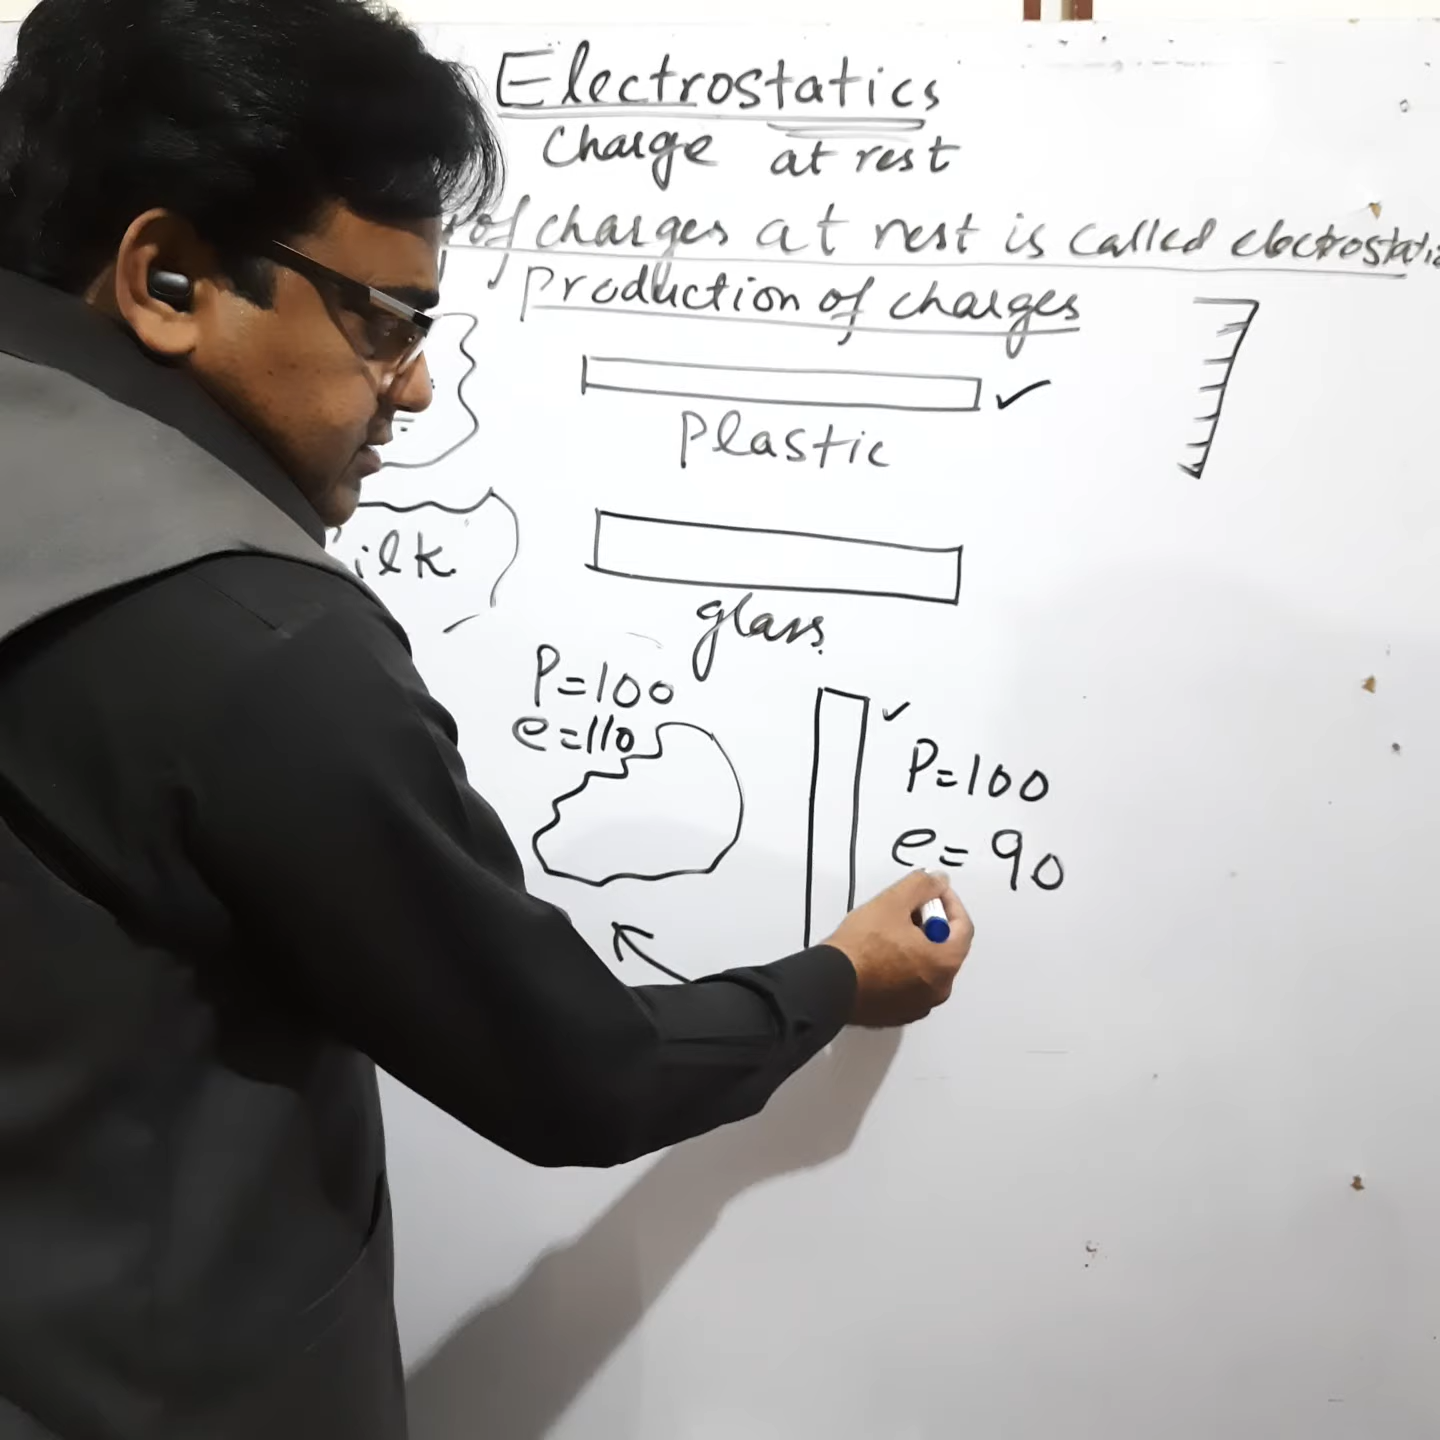 Electrostatics
Charge at rest
of charges at rest is called electrostatic
Production of charges
Plastic
ilk
glass.
P=100
e=110
P=100
e=90